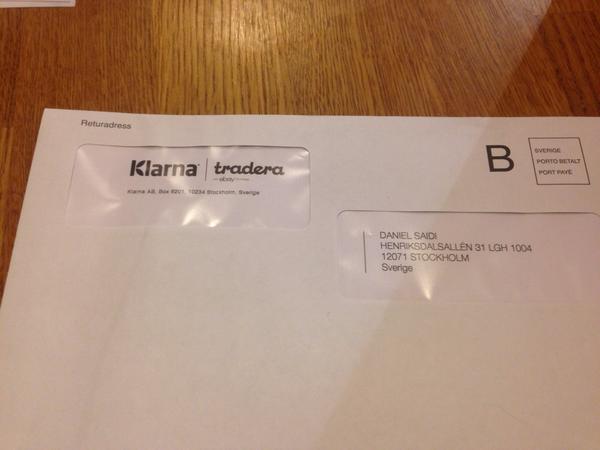 Returadress
Klarna | tradera
ebay
Klarna AB, Box 8201, 10234 Stockholm, Sverige
B
SVERIGE
PORTO BETALT
PORT PAYÉ
DANIEL SAIDI
HENRIKSDALSALLÉN 31 LGH 1004
12071 STOCKHOLM
Sverige